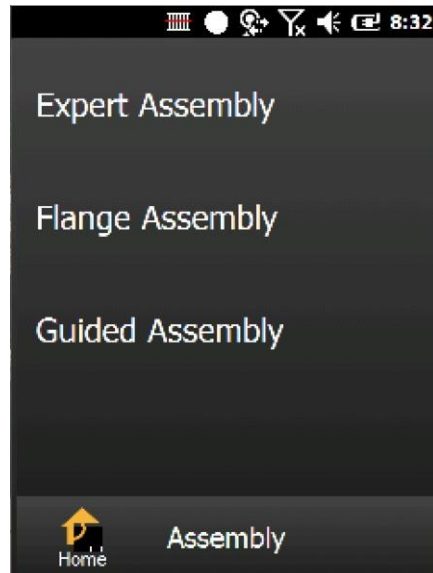 8:32
Expert Assembly
Flange Assembly
Guided Assembly
Home
Assembly